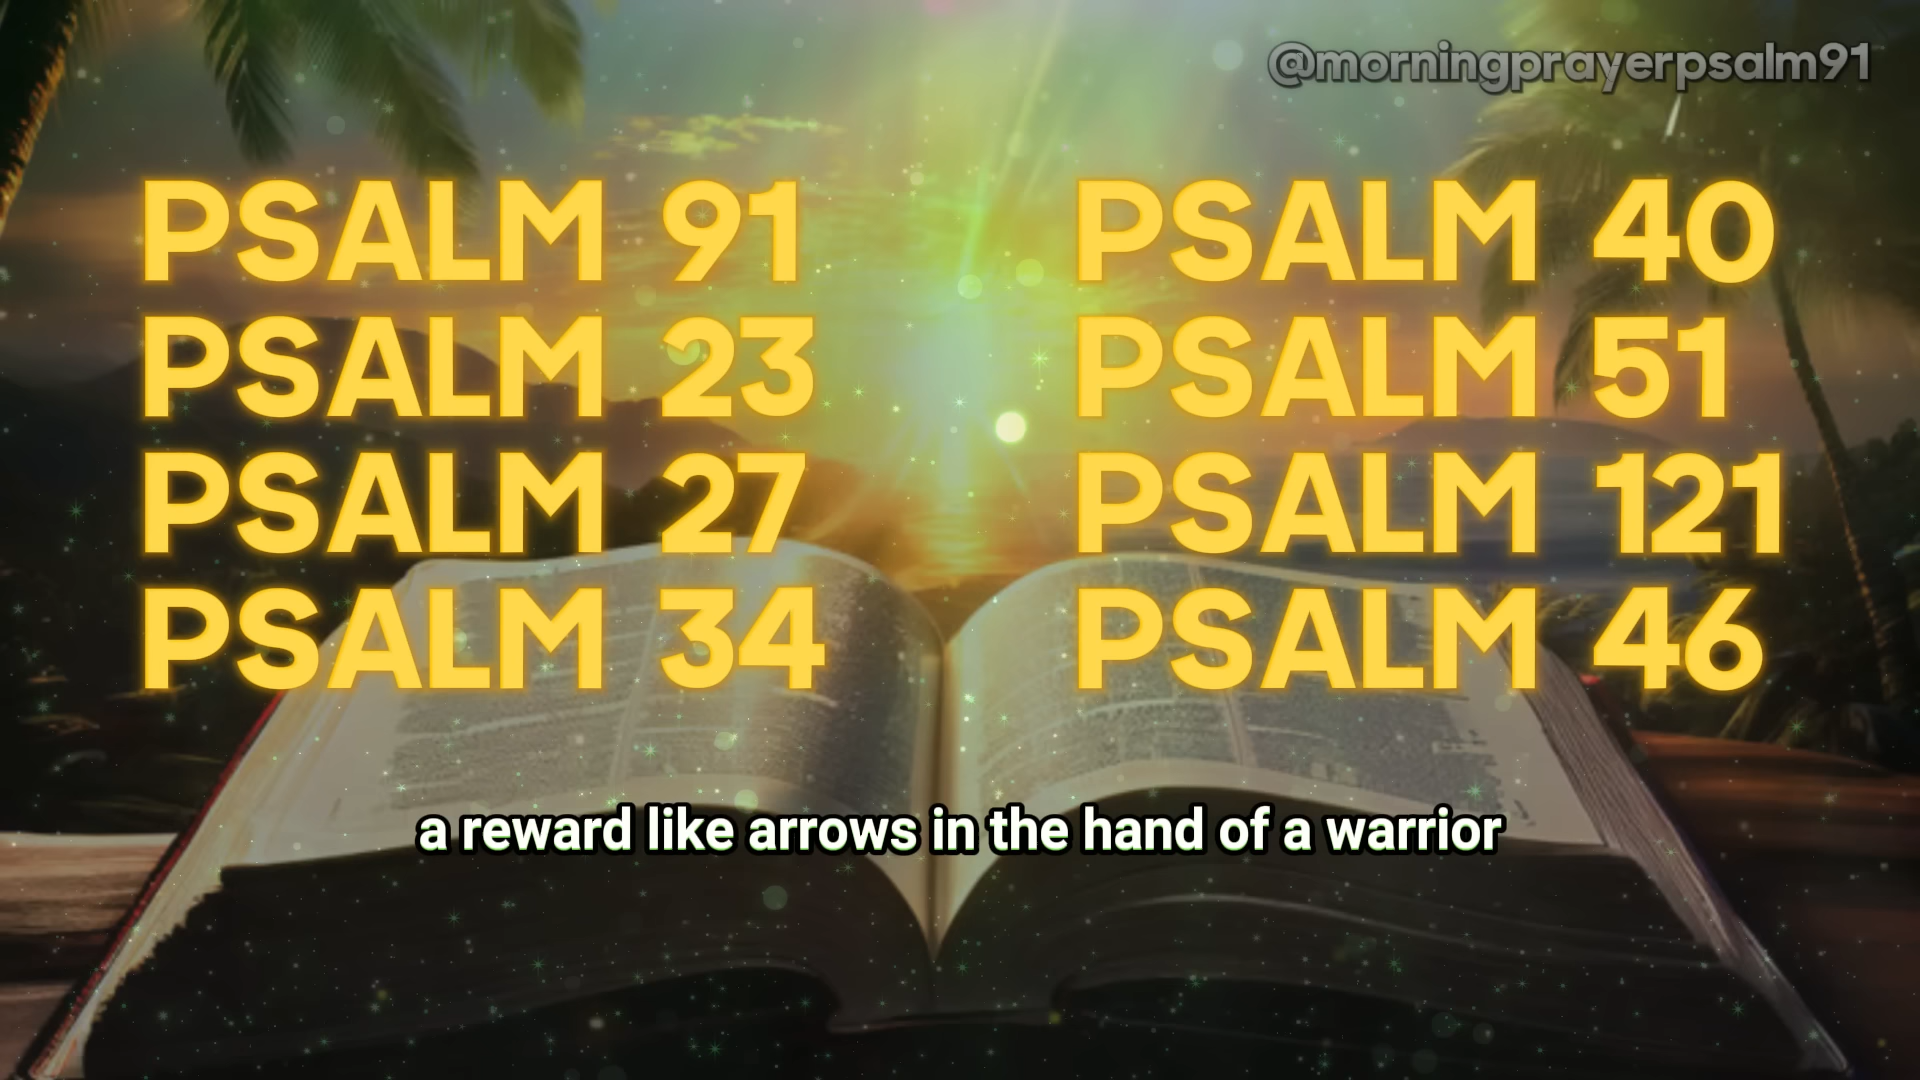 @morningprayerpsalm91
PSALM 91
PSALM 23
PSALM 27
PSALM 34
PSALM 40
PSALM 51
PSALM 121
PSALM 46
a reward like arrows in the hand of a warrior